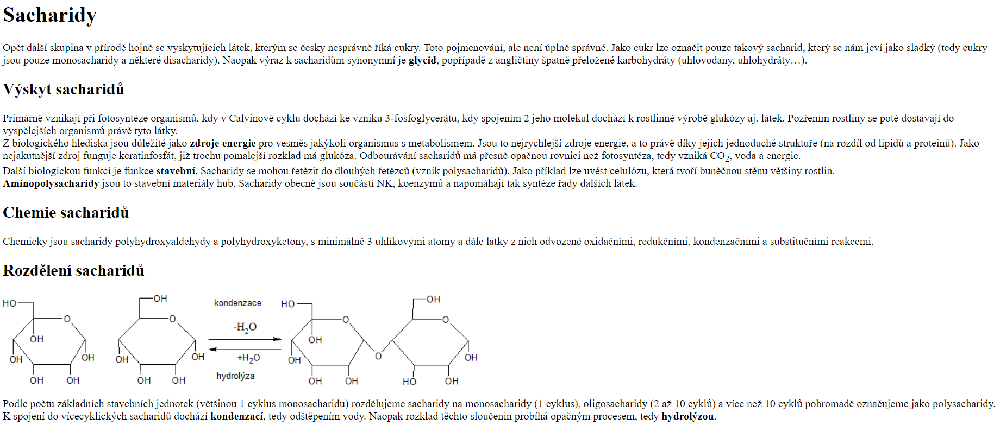 Sacharidy
Opět další skupina v přírodě hojně se vyskytujících látek, kterým se česky nesprávně říká cukry. Toto pojmenování, ale není úplně správné. Jako cukr lze označit pouze takový sacharid, který se nám jeví jako sladký (tedy cukry
jsou pouze monosacharidy a některé disacharidy). Naopak výraz k sacharidům synonymní je glycid, popřípadě z angličtiny špatně přeložené karbohydráty (uhlovodany, uhlohydráty…).
Výskyt sacharidů
Primárně vznikají při fotosyntéze organismů, kdy v Calvinově cyklu dochází ke vzniku 3-fosfoglycerátu, kdy spojením 2 jeho molekul dochází k rostlinné výrobě glukózy aj. látek. Pozřením rostliny se poté dostávají do
vyspělejších organismů právě tyto látky.
Z biologického hlediska jsou důležité jako zdroje energie pro vesměs jakýkoli organismus s metabolismem. Jsou to nejrychlejší zdroje energie, a to právě díky jejich jednoduché struktuře (na rozdíl od lipidů a proteinů). Jako
nejakutnější zdroj funguje keratinfosfát, již trochu pomalejší rozklad má glukóza. Odbourávání sacharidů má přesně opačnou rovnici než fotosyntéza, tedy vzniká CO2, voda a energie.
Další biologickou funkcí je funkce stavební. Sacharidy se mohou řetězit do dlouhých řetězců (vznik polysacharidů). Jako příklad lze uvést celulózu, která tvoří buněčnou stěnu většiny rostlin.
Aminopolysacharidy jsou to stavební materiály hub. Sacharidy obecně jsou součástí NK, koenzymů a napomáhají tak syntéze řady dalších látek.
Chemie sacharidů
Chemicky jsou sacharidy polyhydroxyaldehydy a polyhydroxyketony, s minimálně 3 uhlíkovými atomy a dále látky z nich odvozené oxidačními, redukčními, kondenzačními a substitučními reakcemi.
Rozdělení sacharidů
HO OH kondenzace HO OH
O O -H2O O O
OH OH
OH OH OH OH +H2O OH O OH
OH OH OH OH hydrolýza OH OH HO OH
Podle počtu základních stavebních jednotek (většinou 1 cyklus monosacharidu) rozdělujeme sacharidy na monosacharidy (1 cyklus), oligosacharidy (2 až 10 cyklů) a více než 10 cyklů pohromadě označujeme jako polysacharidy.
K spojení do vícecyklických sacharidů dochází kondenzací, tedy odštěpením vody. Naopak rozklad těchto sloučenin probíhá opačným procesem, tedy hydrolýzou.